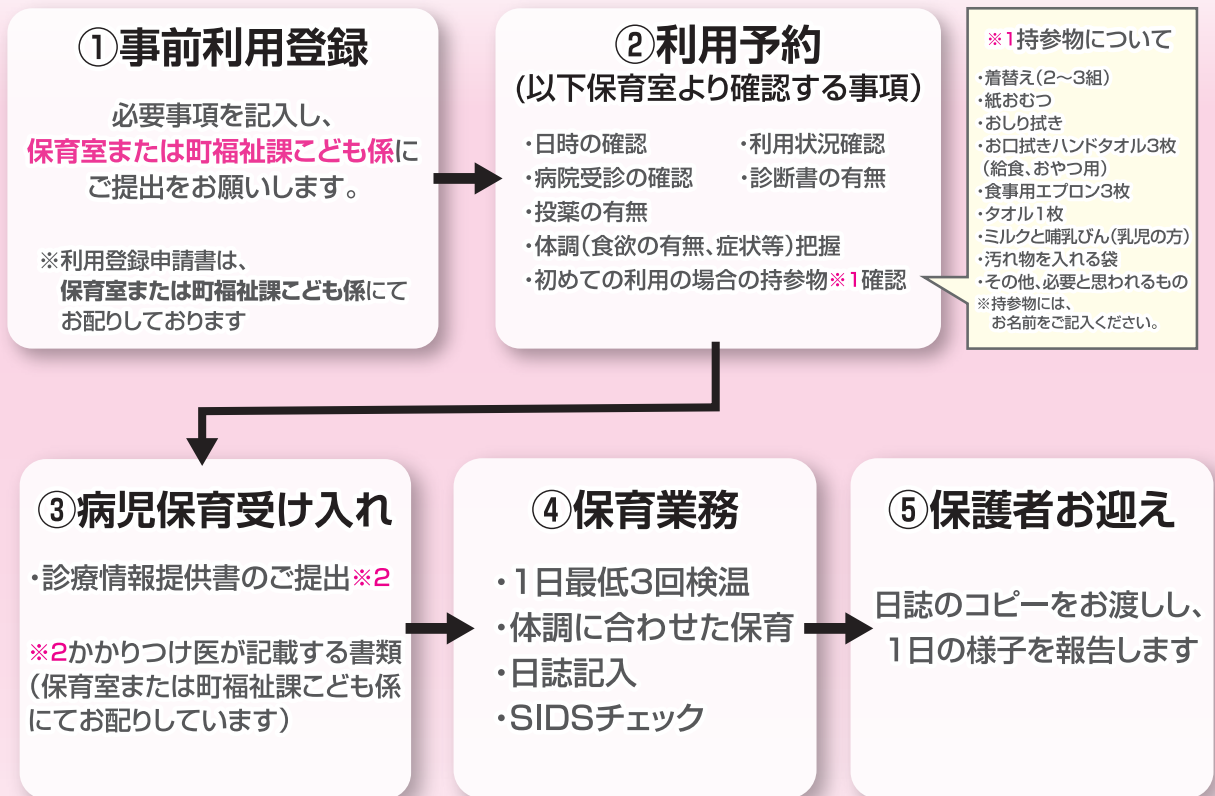 ①事前利用登録
必要事項を記入し、
保育室または町福祉課こども係に
ご提出をお願いします。
※利用登録申請書は、
保育室または町福祉課こども係にて
お配りしております
②利用予約
(以下保育室より確認する事項)
・日時の確認 ・利用状況確認
・病院受診の確認 ・診断書の有無
・投薬の有無
・体調(食欲の有無、症状等)把握
・初めての利用の場合の持参物※1確認
※1持参物について
・着替え(2〜3組)
・紙おむつ
・おしり拭き
・お口拭きハンドタオル3枚
(給食、おやつ用)
・食事用エプロン3枚
・タオル1枚
・ミルクと哺乳びん(乳児の方)
・汚れ物を入れる袋
・その他、必要と思われるもの
※持参物には、
お名前をご記入ください。
③病児保育受け入れ
・診療情報提供書のご提出※2
※2かかりつけ医が記載する書類
(保育室または町福祉課こども係
にてお配りしています)
④保育業務
・1日最低3回検温
・体調に合わせた保育
・日誌記入
・SIDSチェック
⑤保護者お迎え
日誌のコピーをお渡しし、
1日の様子を報告します